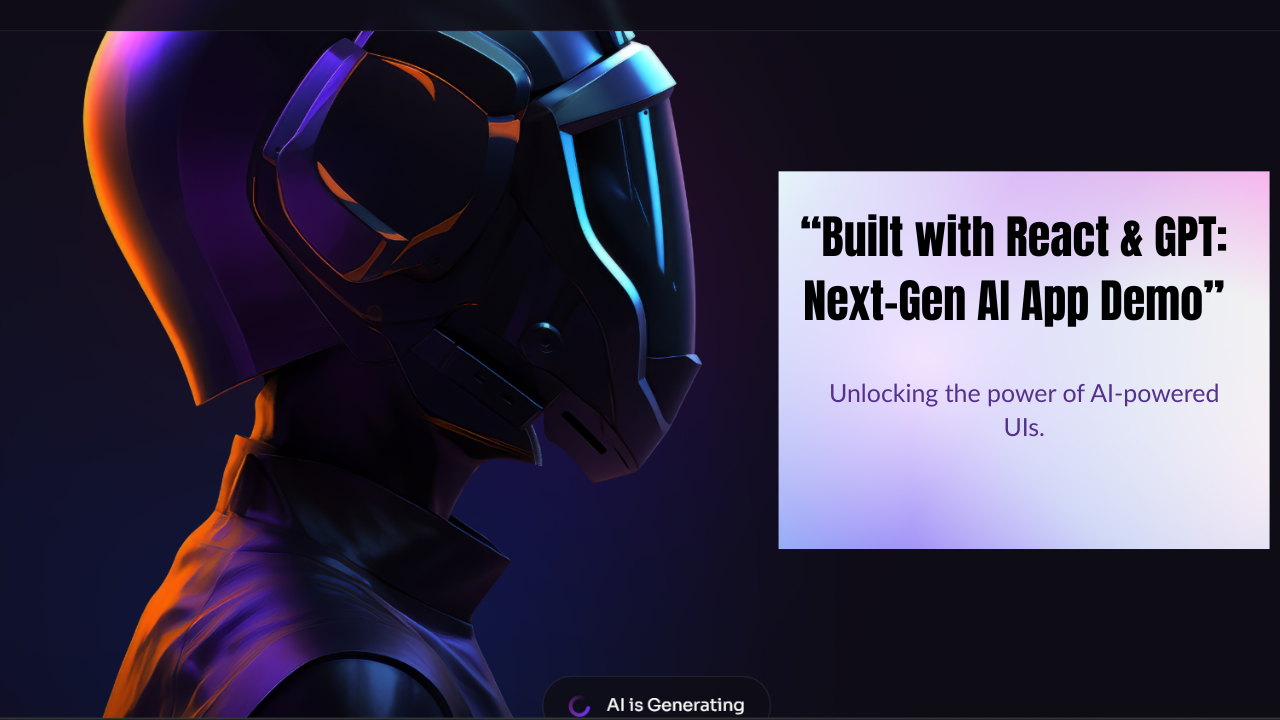 “Built with React & GPT:
Next-Gen AI App Demo”
Unlocking the power of AI-powered
UIs.
AI is Generating